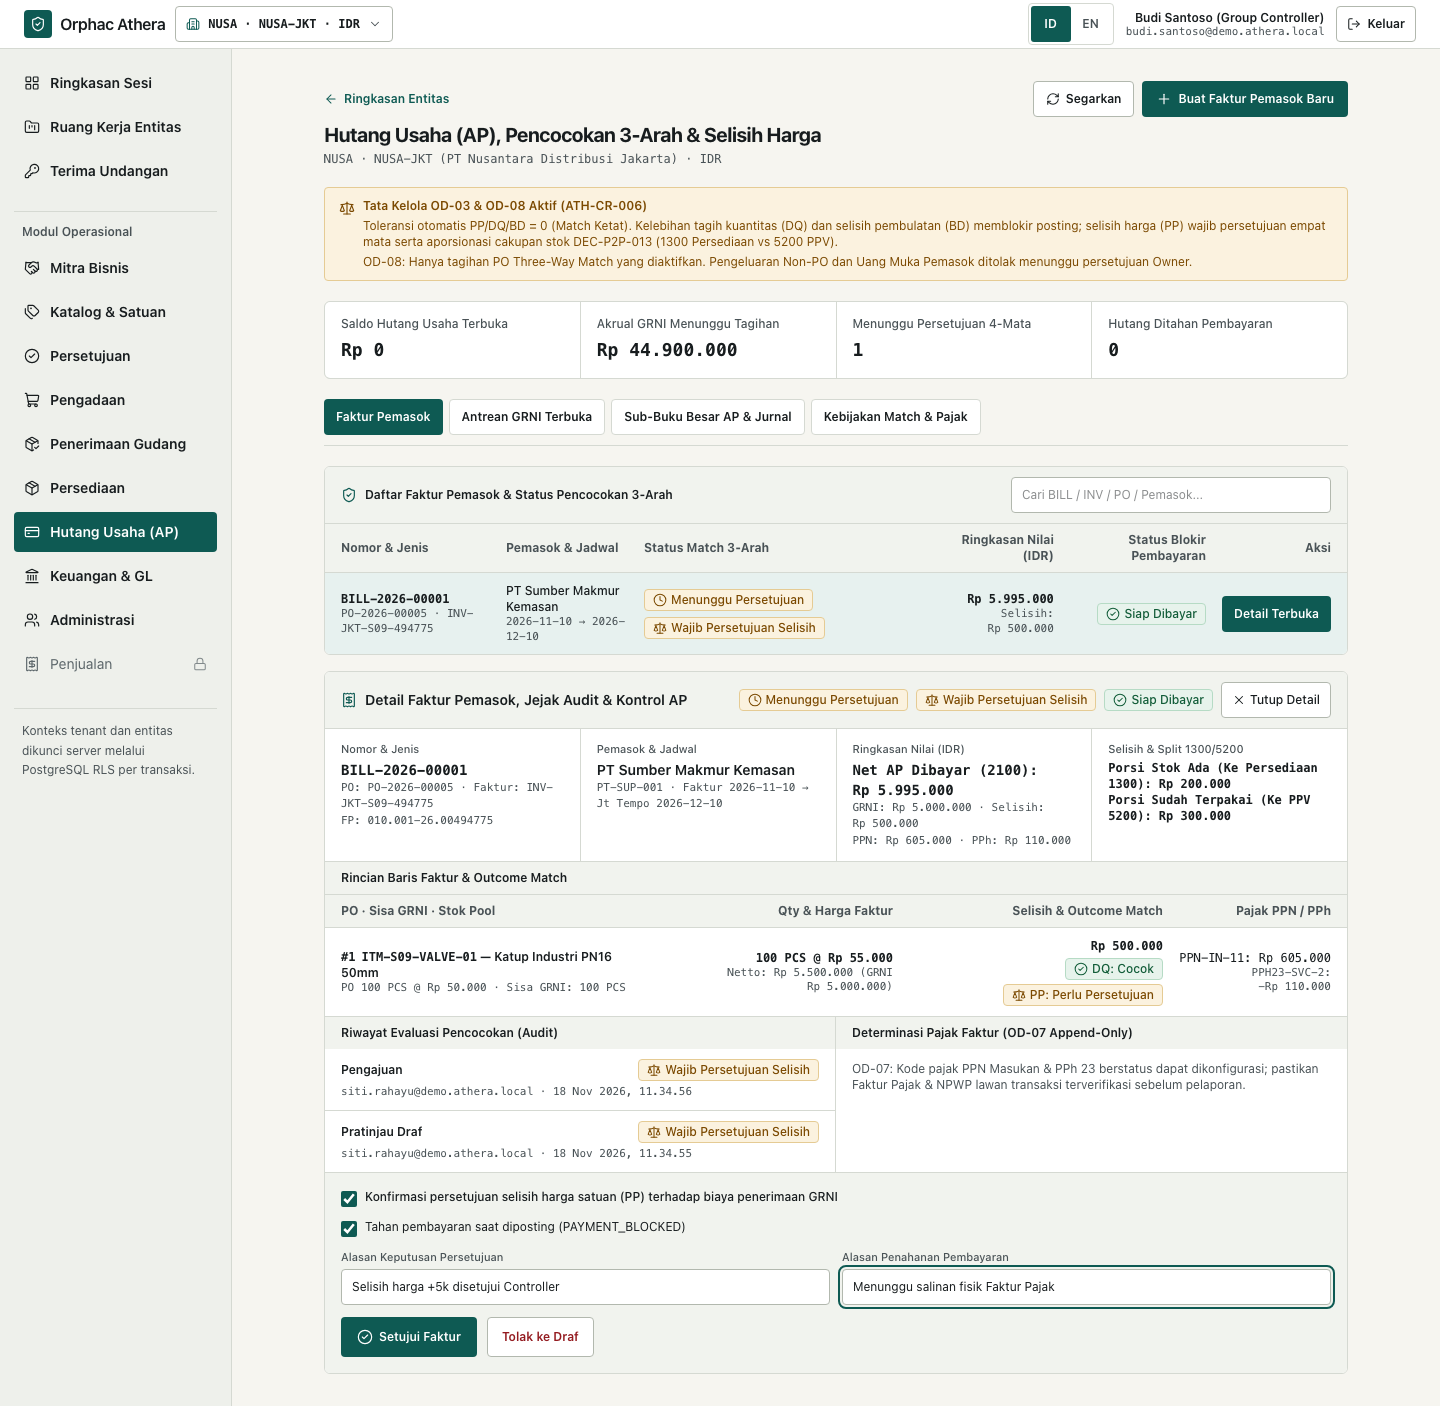 Orphac Athera
NUSA · NUSA-JKT · IDR
ID
EN
Budi Santoso (Group Controller)
budi.santoso@demo.athera.local
Keluar
Ringkasan Sesi
Ruang Kerja Entitas
Terima Undangan
Modul Operasional
Mitra Bisnis
Katalog & Satuan
Persetujuan
Pengadaan
Penerimaan Gudang
Persediaan
Hutang Usaha (AP)
Keuangan & GL
Administrasi
Penjualan
Konteks tenant dan entitas
dikunci server melalui
PostgreSQL RLS per transaksi.
Ringkasan Entitas
Segarkan
Buat Faktur Pemasok Baru
Hutang Usaha (AP), Pencocokan 3-Arah & Selisih Harga
NUSA · NUSA-JKT (PT Nusantara Distribusi Jakarta) · IDR
Tata Kelola OD-03 & OD-08 Aktif (ATH-CR-006)
Toleransi otomatis PP/DQ/BD = 0 (Match Ketat). Kelebihan tagih kuantitas (DQ) dan selisih pembulatan (BD) memblokir posting; selisih harga (PP) wajib persetujuan empat
mata serta aporsionasi cakupan stok DEC-P2P-013 (1300 Persediaan vs 5200 PPV).
OD-08: Hanya tagihan PO Three-Way Match yang diaktifkan. Pengeluaran Non-PO dan Uang Muka Pemasok ditolak menunggu persetujuan Owner.
Saldo Hutang Usaha Terbuka
Rp 0
Akrual GRNI Menunggu Tagihan
Rp 44.900.000
Menunggu Persetujuan 4-Mata
1
Hutang Ditahan Pembayaran
0
Faktur Pemasok
Antrean GRNI Terbuka
Sub-Buku Besar AP & Jurnal
Kebijakan Match & Pajak
Daftar Faktur Pemasok & Status Pencocokan 3-Arah
Cari BILL / INV / PO / Pemasok...
Nomor & Jenis
Pemasok & Jadwal
Status Match 3-Arah
Ringkasan Nilai
(IDR)
Status Blokir
Pembayaran
Aksi
BILL-2026-00001
PO-2026-00005 · INV-
JKT-S09-494775
PT Sumber Makmur
Kemasan
2026-11-10 → 2026-
12-10
Menunggu Persetujuan
Wajib Persetujuan Selisih
Rp 5.995.000
Selisih:
Rp 500.000
Siap Dibayar
Detail Terbuka
Detail Faktur Pemasok, Jejak Audit & Kontrol AP
Menunggu Persetujuan
Wajib Persetujuan Selisih
Siap Dibayar
Tutup Detail
Nomor & Jenis
BILL-2026-00001
PO: PO-2026-00005 · Faktur: INV-
JKT-S09-494775
FP: 010.001-26.00494775
Pemasok & Jadwal
PT Sumber Makmur Kemasan
PT-SUP-001 · Faktur 2026-11-10 →
Jt Tempo 2026-12-10
Ringkasan Nilai (IDR)
Net AP Dibayar (2100):
Rp 5.995.000
GRNI: Rp 5.000.000 · Selisih:
Rp 500.000
PPN: Rp 605.000 · PPh: Rp 110.000
Selisih & Split 1300/5200
Porsi Stok Ada (Ke Persediaan
1300): Rp 200.000
Porsi Sudah Terpakai (Ke PPV
5200): Rp 300.000
Rincian Baris Faktur & Outcome Match
PO · Sisa GRNI · Stok Pool
Qty & Harga Faktur
Selisih & Outcome Match
Pajak PPN / PPh
#1 ITM-S09-VALVE-01 — Katup Industri PN16
50mm
PO 100 PCS @ Rp 50.000 · Sisa GRNI: 100 PCS
100 PCS @ Rp 55.000
Netto: Rp 5.500.000 (GRNI
Rp 5.000.000)
Rp 500.000
DQ: Cocok
PP: Perlu Persetujuan
PPN-IN-11: Rp 605.000
PPH23-SVC-2:
-Rp 110.000
Riwayat Evaluasi Pencocokan (Audit)
Pengajuan
Wajib Persetujuan Selisih
siti.rahayu@demo.athera.local · 18 Nov 2026, 11.34.56
Pratinjau Draf
Wajib Persetujuan Selisih
siti.rahayu@demo.athera.local · 18 Nov 2026, 11.34.55
Determinasi Pajak Faktur (OD-07 Append-Only)
OD-07: Kode pajak PPN Masukan & PPh 23 berstatus dapat dikonfigurasi; pastikan
Faktur Pajak & NPWP lawan transaksi terverifikasi sebelum pelaporan.
Konfirmasi persetujuan selisih harga satuan (PP) terhadap biaya penerimaan GRNI
Tahan pembayaran saat diposting (PAYMENT_BLOCKED)
Alasan Keputusan Persetujuan
Selisih harga +5k disetujui Controller
Alasan Penahanan Pembayaran
Menunggu salinan fisik Faktur Pajak
Setujui Faktur
Tolak ke Draf